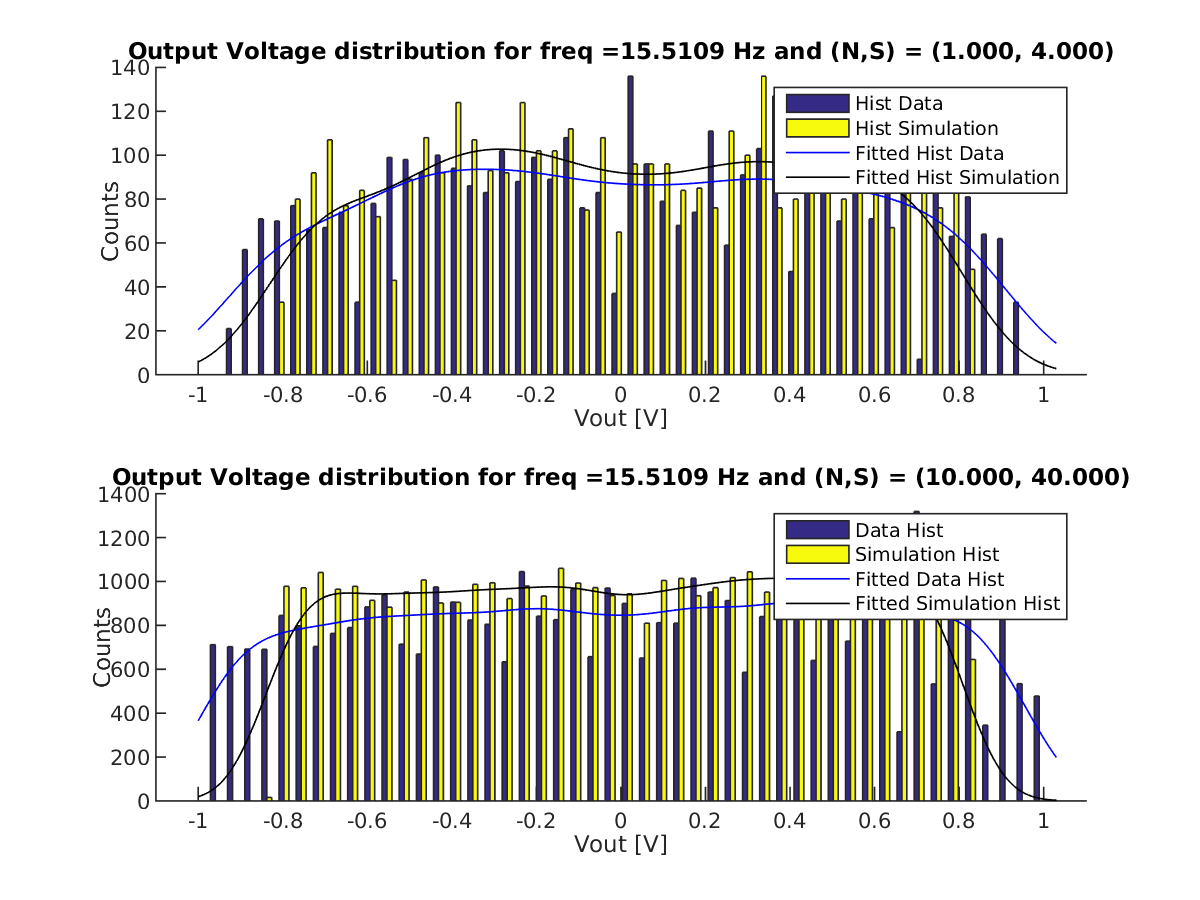 Output Voltage distribution for freq =15.5109 Hz and (N,S) = (1.000, 4.000)
140
120
100
80
60
40
20
0
Counts
Hist Data
Hist Simulation
Fitted Hist Data
Fitted Hist Simulation
-1 -0.8 -0.6 -0.4 -0.2 0 0.2 0.4 0.6 0.8 1
Vout [V]
Output Voltage distribution for freq =15.5109 Hz and (N,S) = (10.000, 40.000)
1400
1200
1000
800
600
400
200
0
Counts
Data Hist
Simulation Hist
Fitted Data Hist
Fitted Simulation Hist
-1 -0.8 -0.6 -0.4 -0.2 0 0.2 0.4 0.6 0.8 1
Vout [V]